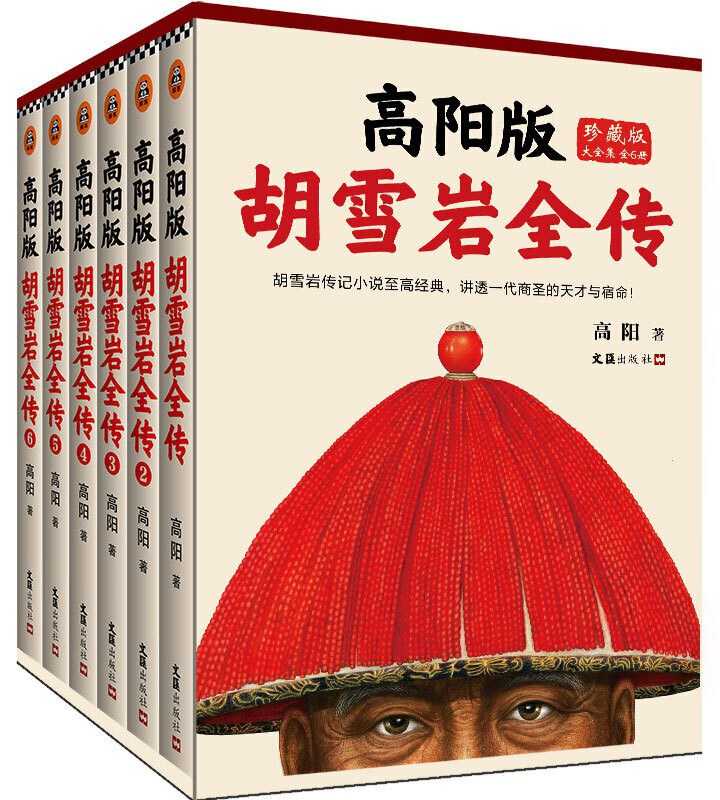 高阳版
珍藏版
大全集 全6册
胡雪岩全传
胡雪岩传记小说至高经典，讲透一代商圣的天才与宿命！
高阳 著
文匯出版社
高阳版 胡雪岩全传 6 高阳 著 文匯出版社
高阳版 胡雪岩全传 5 高阳 著 文匯出版社
高阳版 胡雪岩全传 4 高阳 著 文匯出版社
高阳版 胡雪岩全传 3 高阳 著 文匯出版社
高阳版 胡雪岩全传 2 高阳 著 文匯出版社
高阳版 胡雪岩全传 高阳 著 文匯出版社